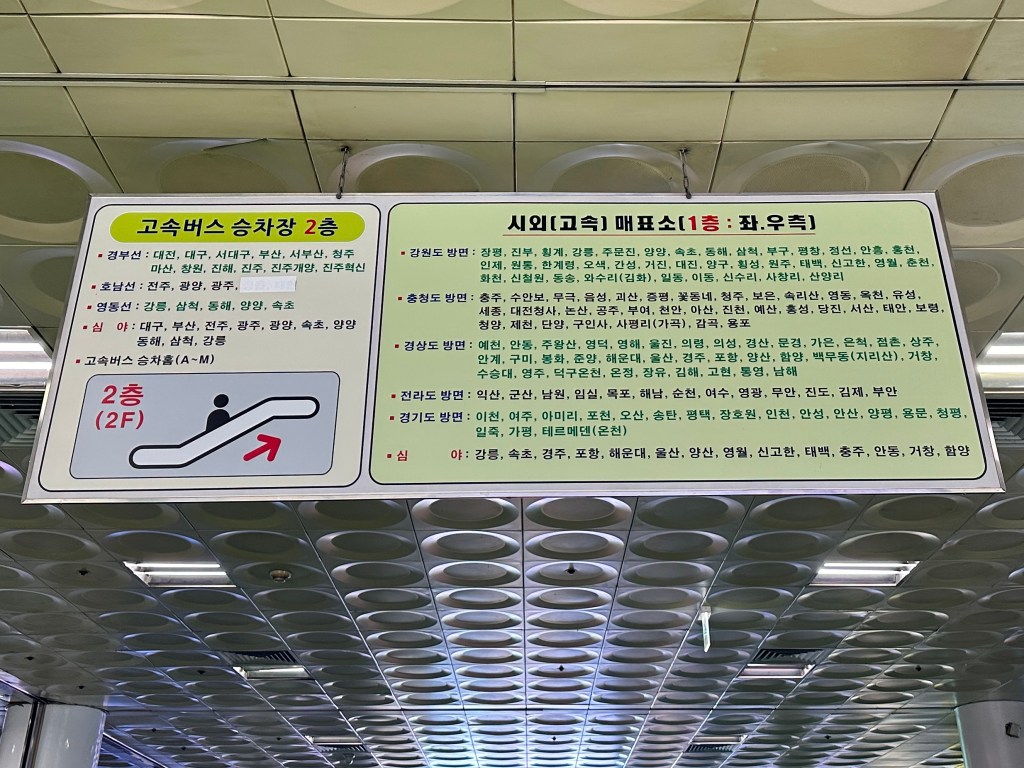 고속버스 승차장 2층
▪ 경부선 : 대전, 대구, 서대구, 부산, 서부산, 청주
마산, 창원, 진해, 진주, 진주개양, 진주혁신
▪ 호남선 : 전주, 광양, 광주,
▪ 영동선 : 강릉, 삼척, 동해, 양양, 속초
▪ 심 야 : 대구, 부산, 전주, 광주, 광양, 속초, 양양
동해, 삼척, 강릉
▪ 고속버스 승차홈(A~M)
2층
(2F)
시외(고속) 매표소(1층 : 좌.우측)
▪ 강원도 방면 : 장평, 진부, 횡계, 강릉, 주문진, 양양, 속초, 동해, 삼척, 부구, 평창, 정선, 안흥, 홍천,
인제, 원통, 한계령, 오색, 간성, 거진, 대진, 양구, 횡성, 원주, 태백, 신고한, 영월, 춘천,
화천, 신철원, 동송, 와수리(김화), 일동, 이동, 신수리, 사창리, 산양리
▪ 충청도 방면 : 충주, 수안보, 무극, 음성, 괴산, 증평, 꽃동네, 청주, 보은, 속리산, 영동, 옥천, 유성,
세종, 대전청사, 논산, 공주, 부여, 천안, 아산, 진천, 예산, 홍성, 당진, 서산, 태안, 보령,
청양, 제천, 단양, 구인사, 사평리(가곡), 감곡, 용포
▪ 경상도 방면 : 예천, 안동, 주왕산, 영덕, 영해, 울진, 의령, 의성, 경산, 문경, 가은, 은척, 점촌, 상주,
안계, 구미, 봉화, 춘양, 해운대, 울산, 경주, 포항, 양산, 함양, 백무동(지리산), 거창,
수승대, 영주, 덕구온천, 온정, 장유, 김해, 고현, 통영, 남해
▪ 전라도 방면 : 익산, 군산, 남원, 임실, 목포, 해남, 순천, 여수, 영광, 무안, 진도, 김제, 부안
▪ 경기도 방면 : 이천, 여주, 아미리, 포천, 오산, 송탄, 평택, 장호원, 인천, 안성, 안산, 양평, 용문, 청평,
일죽, 가평, 테르메덴(온천)
▪ 심 야 : 강릉, 속초, 경주, 포항, 해운대, 울산, 양산, 영월, 신고한, 태백, 충주, 안동, 거창, 함양